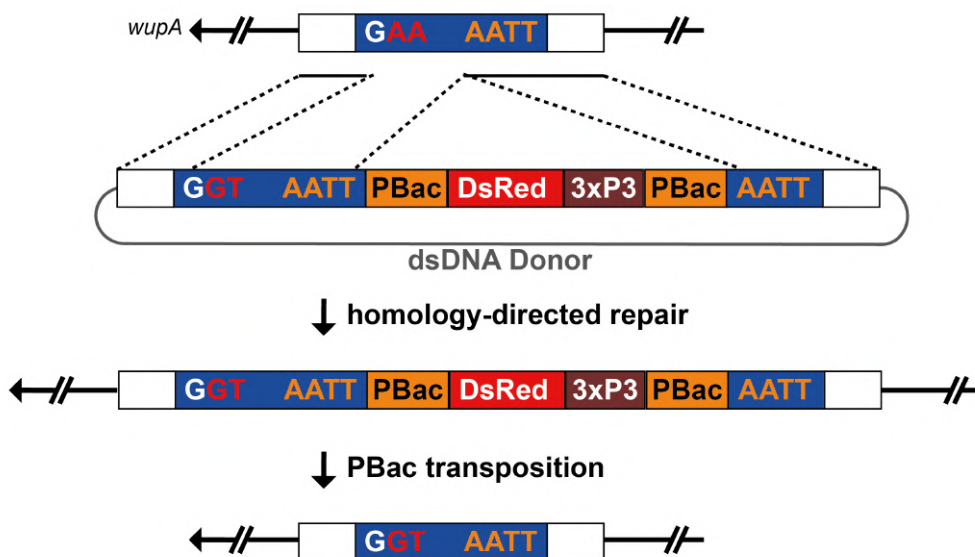 wupA GAA AATT
GGT AATT PBac DsRed 3xP3 PBac AATT
dsDNA Donor
homology-directed repair
GGT AATT PBac DsRed 3xP3 PBac AATT
PBac transposition
GGT AATT